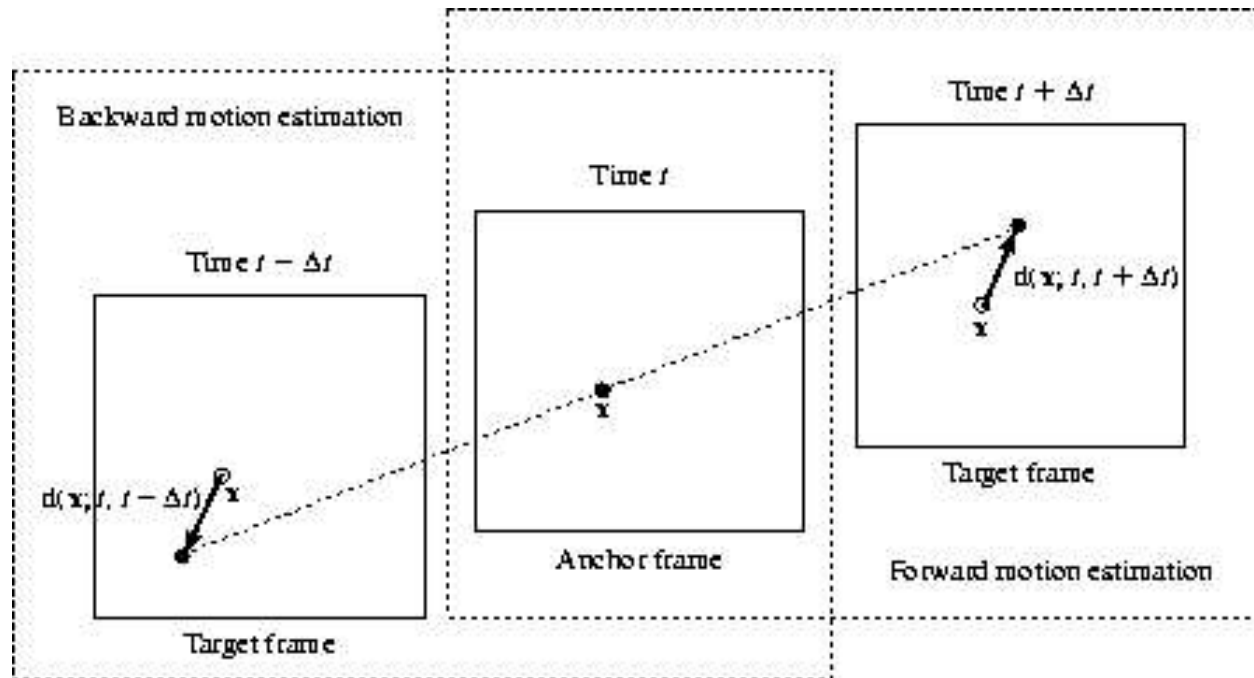 Backward motion estimation
Time t − Δt
d(x; t, t − Δt)
x
Target frame
Time t
x
Anchor frame
Time t + Δt
d(x; t, t + Δt)
x
Target frame
Forward motion estimation